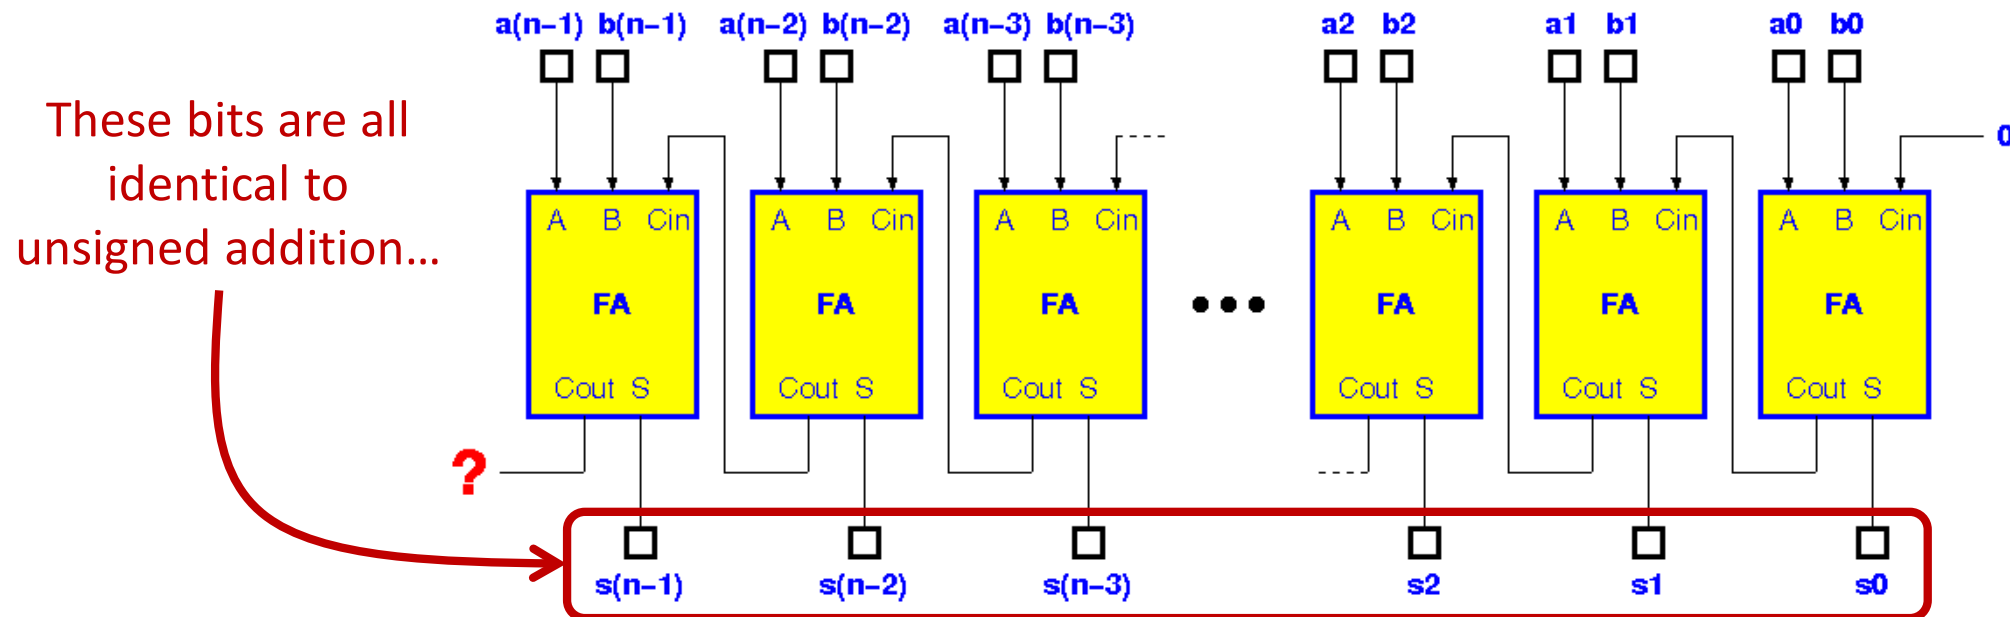 a(n−1) b(n−1) a(n−2) b(n−2) a(n−3) b(n−3) a2 b2 a1 b1 a0 b0
These bits are all
identical to
unsigned addition…
0
A B Cin A B Cin A B Cin A B Cin A B Cin A B Cin
FA FA FA FA FA FA
Cout S Cout S Cout S Cout S Cout S Cout S
?
s(n−1) s(n−2) s(n−3) s2 s1 s0